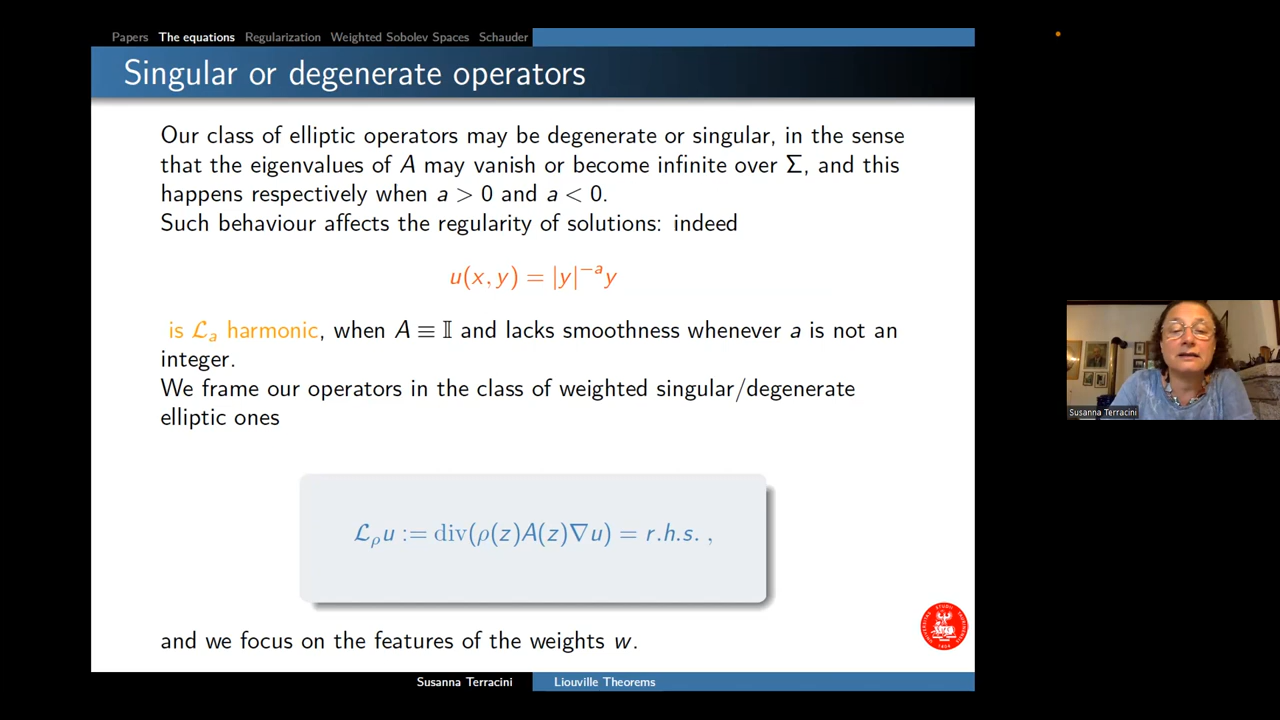 Papers The equations Regularization Weighted Sobolev Spaces Schauder
Singular or degenerate operators
Our class of elliptic operators may be degenerate or singular, in the sense
that the eigenvalues of A may vanish or become infinite over Σ, and this
happens respectively when a > 0 and a < 0.
Such behaviour affects the regularity of solutions: indeed
u(x, y) = |y|⁻ᵃy
is ℒₐ harmonic, when A ≡ 𝕀 and lacks smoothness whenever a is not an
integer.
We frame our operators in the class of weighted singular/degenerate
elliptic ones
ℒᵨu := div(ρ(z)A(z)∇u) = r.h.s. ,
and we focus on the features of the weights w.
Susanna Terracini Liouville Theorems
Susanna Terracini